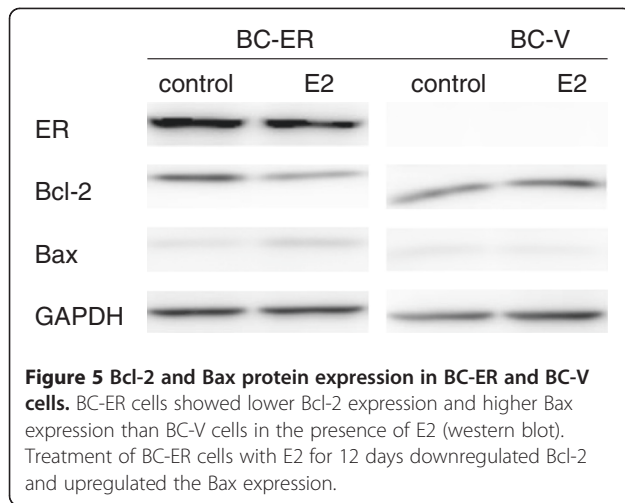 BC-ER BC-V
control E2 control E2
ER
Bcl-2
Bax
GAPDH
Figure 5 Bcl-2 and Bax protein expression in BC-ER and BC-V
cells. BC-ER cells showed lower Bcl-2 expression and higher Bax
expression than BC-V cells in the presence of E2 (western blot).
Treatment of BC-ER cells with E2 for 12 days downregulated Bcl-2
and upregulated the Bax expression.